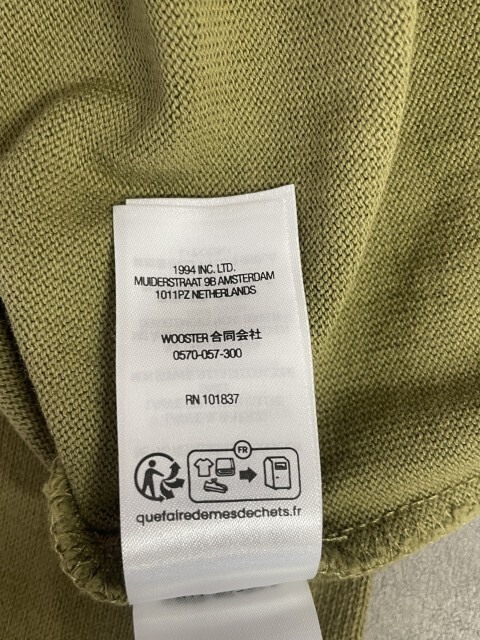 1994 INC. LTD.
MUIDERSTRAAT 9B AMSTERDAM
1011PZ NETHERLANDS
WOOSTER 合同会社
0570-057-300
RN 101837
FR
quefairedemesdechets.fr